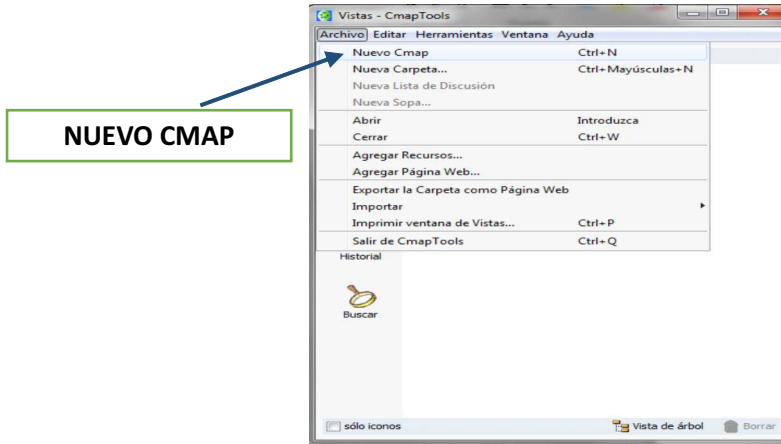 Vistas - CmapTools
Archivo Editar Herramientas Ventana Ayuda
Nuevo Cmap Ctrl+N
Nueva Carpeta... Ctrl+Mayúsculas+N
Nueva Lista de Discusión
Nueva Sopa...
Abrir Introduzca
Cerrar Ctrl+W
Agregar Recursos...
Agregar Página Web...
Exportar la Carpeta como Página Web
Importar
Imprimir ventana de Vistas... Ctrl+P
Salir de CmapTools Ctrl+Q
NUEVO CMAP
Historial
Buscar
sólo iconos Vista de árbol Borrar